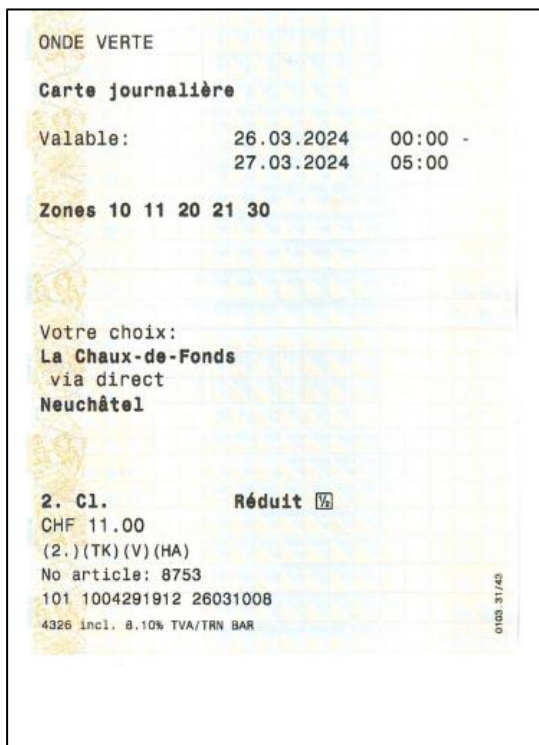 ONDE VERTE
Carte journalière
Valable: 26.03.2024 00:00 -
27.03.2024 05:00
Zones 10 11 20 21 30
Votre choix:
La Chaux-de-Fonds
via direct
Neuchâtel
2. Cl. Réduit ½
CHF 11.00
(2.)(TK)(V)(HA)
No article: 8753
101 1004291912 26031008
4326 incl. 8.10% TVA/TRN BAR
0103.31/43